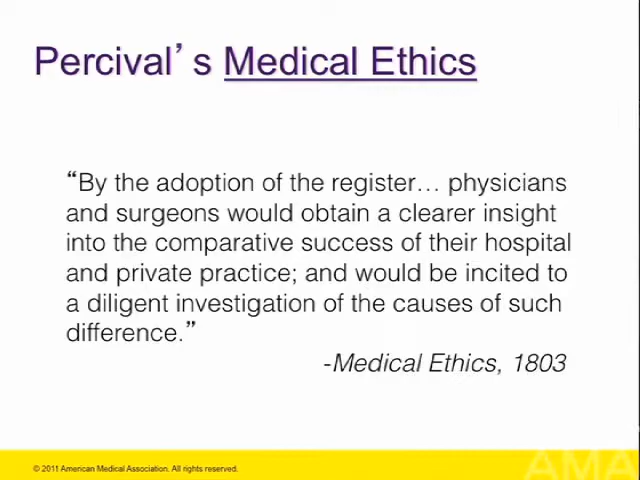 Percival’s Medical Ethics
“By the adoption of the register… physicians
and surgeons would obtain a clearer insight
into the comparative success of their hospital
and private practice; and would be incited to
a diligent investigation of the causes of such
difference.”
-Medical Ethics, 1803
© 2011 American Medical Association. All rights reserved.
AMA